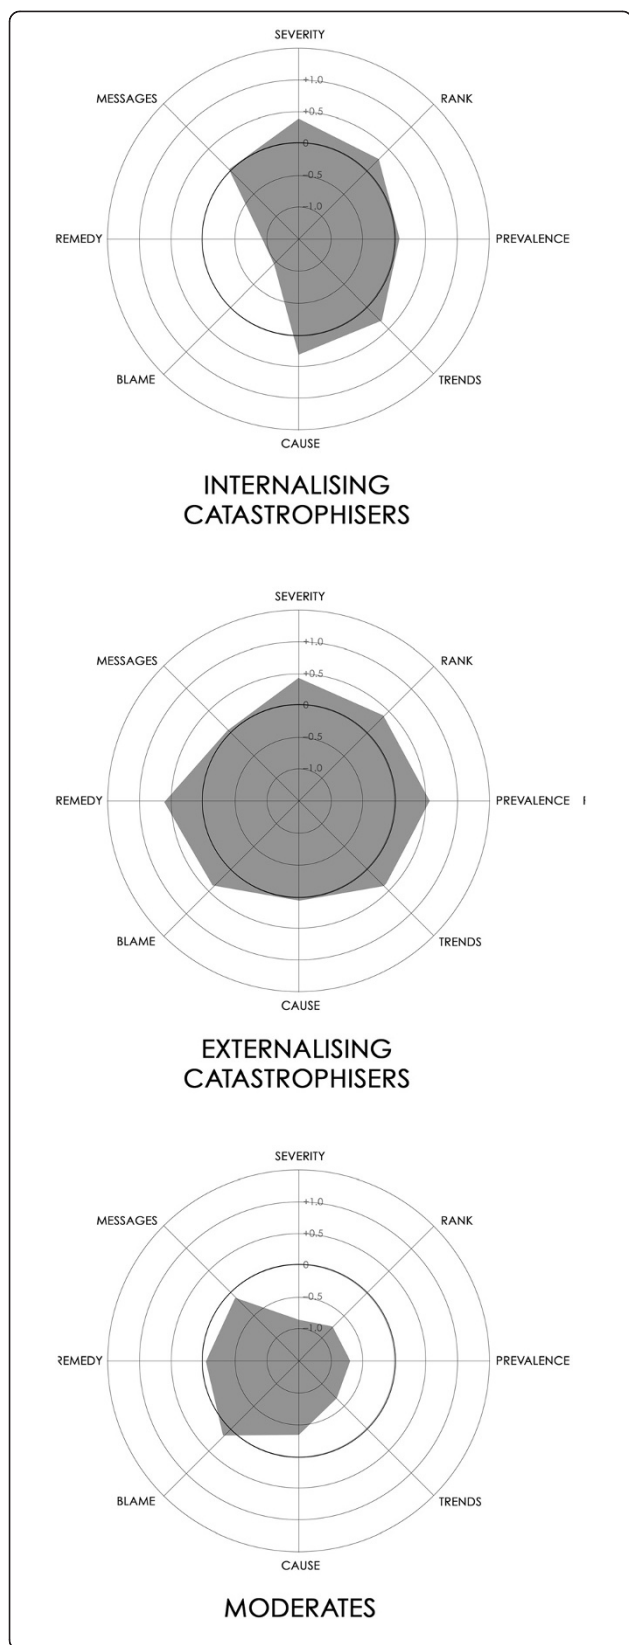 SEVERITY
+1.0
MESSAGES
RANK
+0.5
0
-0.5
-1.0
REMEDY
PREVALENCE
BLAME
TRENDS
CAUSE
INTERNALISING
CATASTROPHISERS
SEVERITY
+1.0
MESSAGES
RANK
+0.5
0
-0.5
-1.0
REMEDY
PREVALENCE
BLAME
TRENDS
CAUSE
EXTERNALISING
CATASTROPHISERS
SEVERITY
+1.0
MESSAGES
RANK
+0.5
0
-0.5
-1.0
REMEDY
PREVALENCE
BLAME
TRENDS
CAUSE
MODERATES